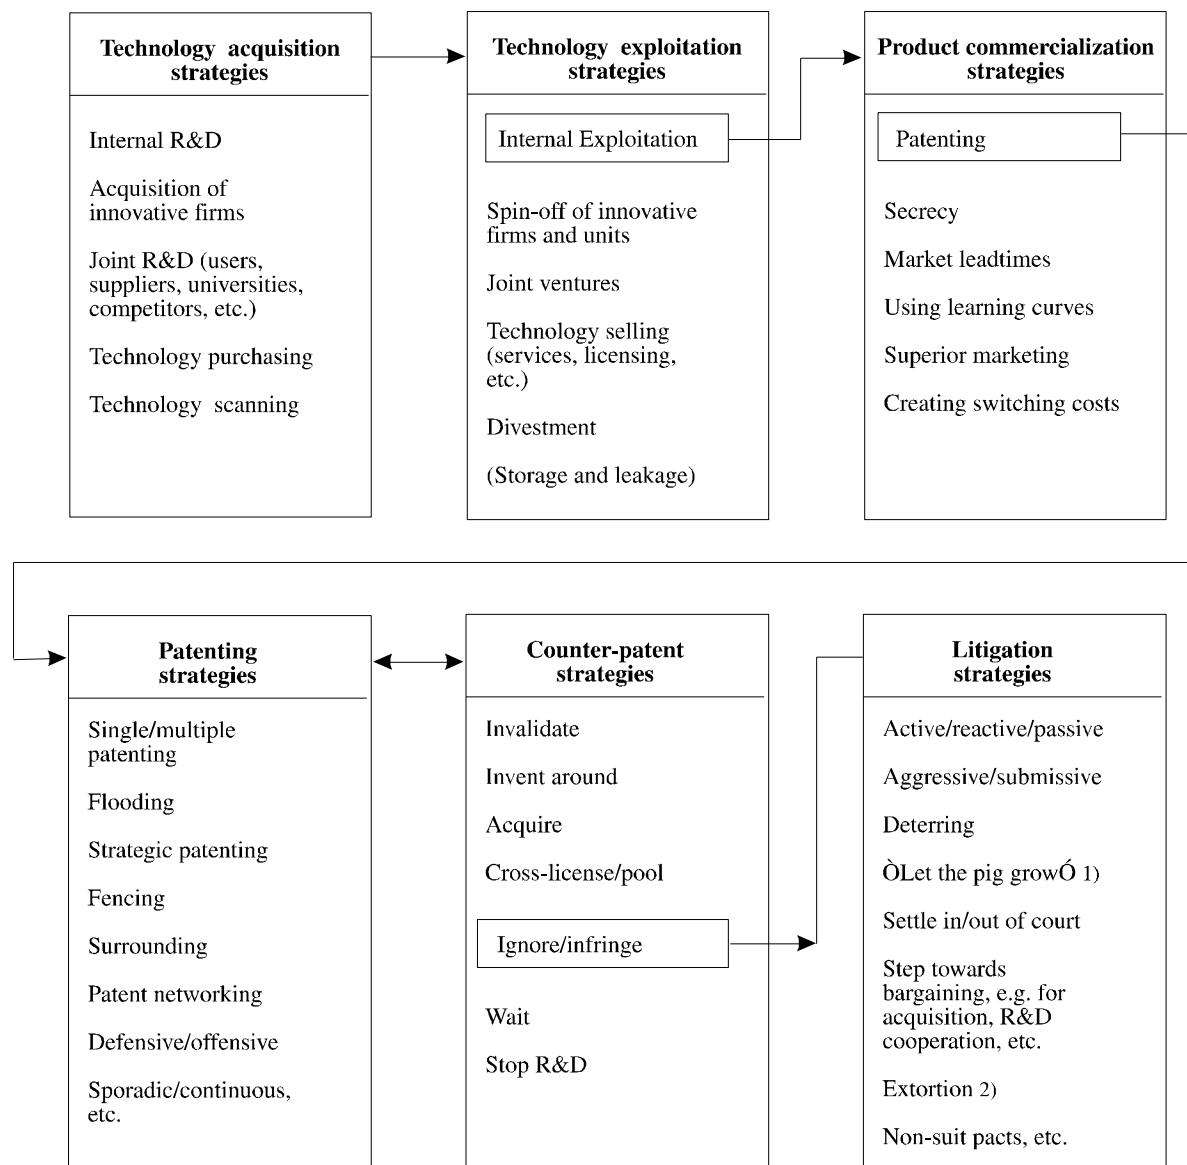 Technology acquisition
strategies
Internal R&D
Acquisition of
innovative firms
Joint R&D (users,
suppliers, universities,
competitors, etc.)
Technology purchasing
Technology scanning
Technology exploitation
strategies
Internal Exploitation
Spin-off of innovative
firms and units
Joint ventures
Technology selling
(services, licensing,
etc.)
Divestment
(Storage and leakage)
Product commercialization
strategies
Patenting
Secrecy
Market leadtimes
Using learning curves
Superior marketing
Creating switching costs
Patenting
strategies
Single/multiple
patenting
Flooding
Strategic patenting
Fencing
Surrounding
Patent networking
Defensive/offensive
Sporadic/continuous,
etc.
Counter-patent
strategies
Invalidate
Invent around
Acquire
Cross-license/pool
Ignore/infringe
Wait
Stop R&D
Litigation
strategies
Active/reactive/passive
Aggressive/submissive
Deterring
ÒLet the pig growÓ 1)
Settle in/out of court
Step towards
bargaining, e.g. for
acquisition, R&D
cooperation, etc.
Extortion 2)
Non-suit pacts, etc.